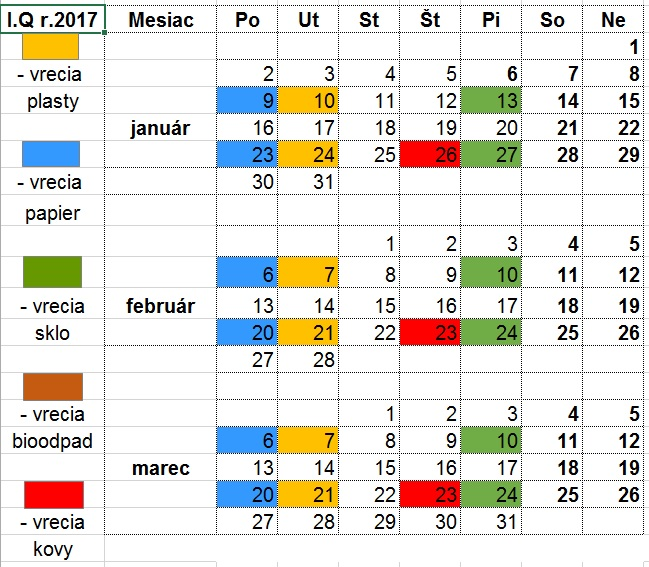 I.Q r.2017 Mesiac Po Ut St Št Pi So Ne
1
- vrecia 2 3 4 5 6 7 8
plasty 9 10 11 12 13 14 15
január 16 17 18 19 20 21 22
23 24 25 26 27 28 29
- vrecia 30 31
papier
1 2 3 4 5
6 7 8 9 10 11 12
- vrecia február 13 14 15 16 17 18 19
sklo 20 21 22 23 24 25 26
27 28
- vrecia 1 2 3 4 5
bioodpad 6 7 8 9 10 11 12
marec 13 14 15 16 17 18 19
20 21 22 23 24 25 26
- vrecia 27 28 29 30 31
kovy